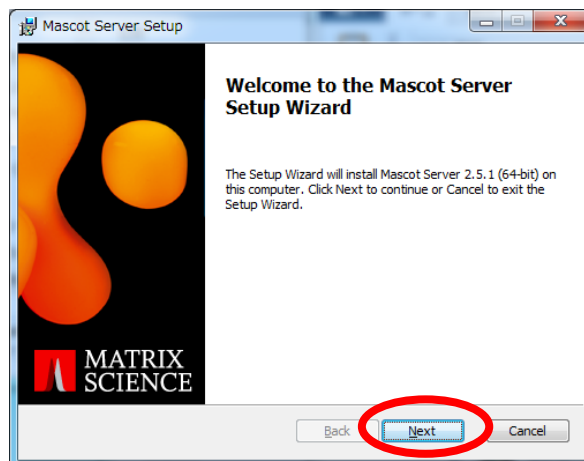 Mascot Server Setup
Welcome to the Mascot Server
Setup Wizard
The Setup Wizard will install Mascot Server 2.5.1 (64-bit) on
this computer. Click Next to continue or Cancel to exit the
Setup Wizard.
MATRIX
SCIENCE
Back Next Cancel